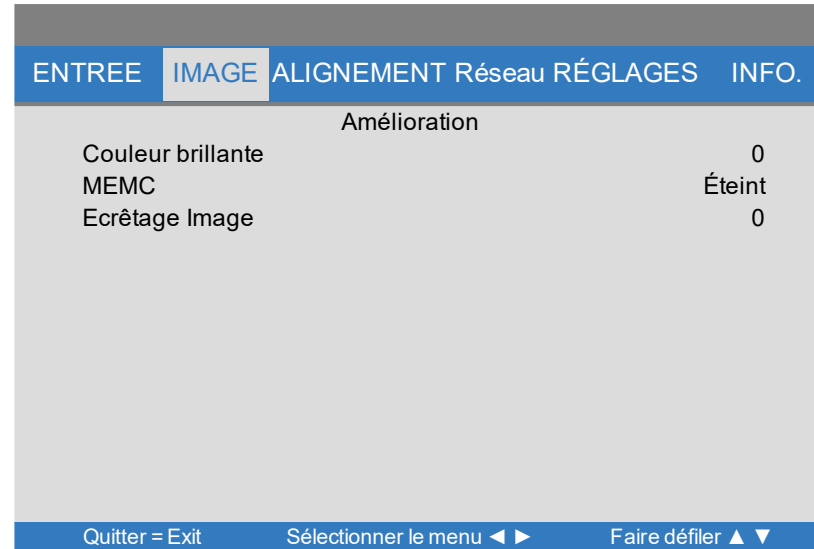 ENTREE IMAGE ALIGNEMENT Réseau RÉGLAGES INFO.
Amélioration
Couleur brillante 0
MEMC Éteint
Ecrêtage Image 0
Quitter = Exit Sélectionner le menu ◄ ► Faire défiler ▲ ▼